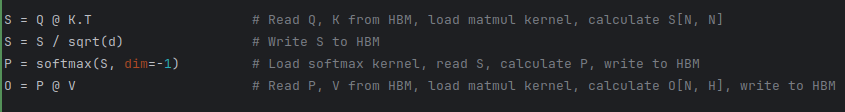 S = Q @ K.T # Read Q, K from HBM, load matmul kernel, calculate S[N, N]
S = S / sqrt(d) # Write S to HBM
P = softmax(S, dim=-1) # Load softmax kernel, read S, calculate P, write to HBM
O = P @ V # Read P, V from HBM, load matmul kernel, calculate O[N, H], write to HBM